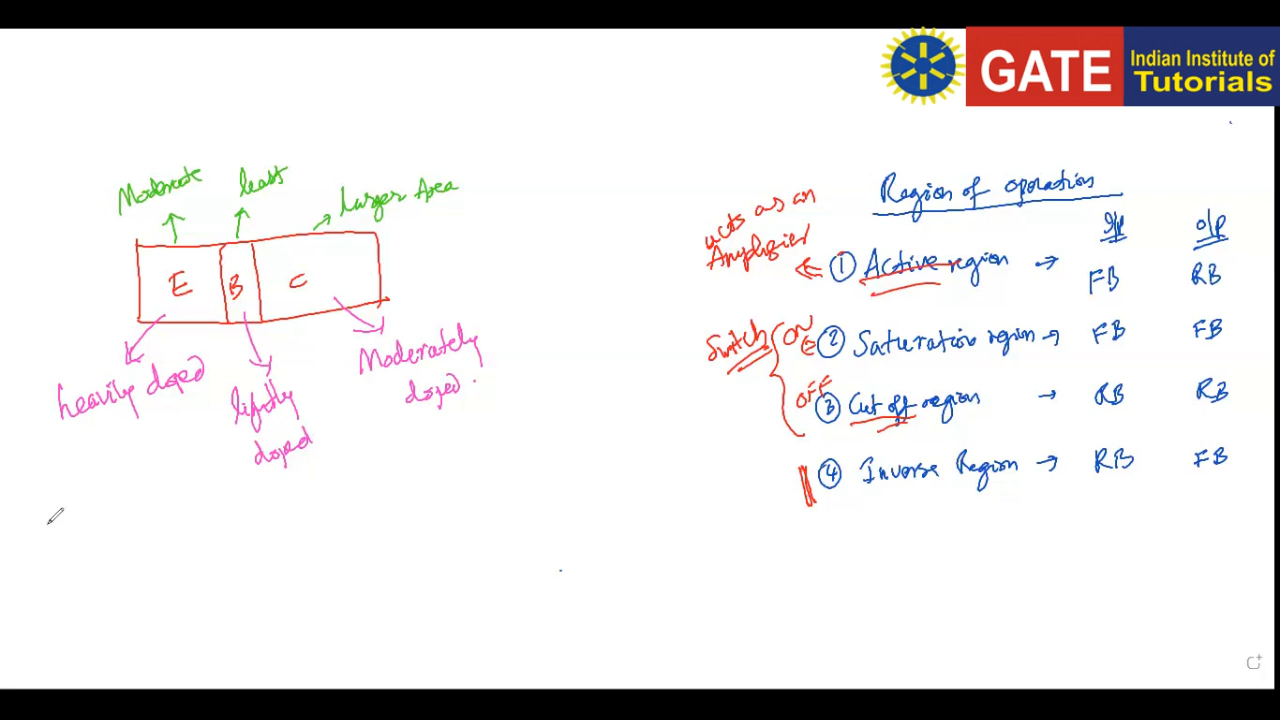 GATE
Indian Institute of
Tutorials
Moderate
least
larger Area
E
B
C
heavily doped
lightly
doped
Moderately
doped.
Region of operation
I/P
O/P
acts as an
Amplifier
① Active region → FB RB
Switch
ON
② Saturation region → FB FB
OFF
③ Cut off region → RB RB
④ Inverse Region → RB FB